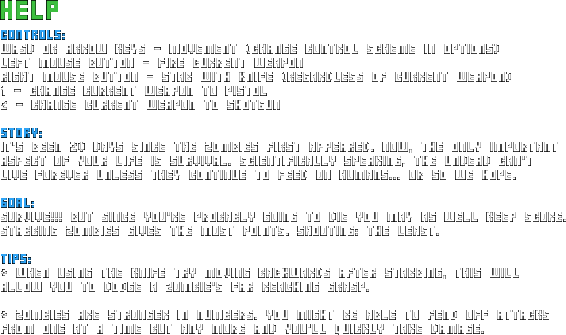 HELP
CONTROLS:
WASD OR ARROW KEYS - MOVEMENT (CHANGE CONTROL SCHEME IN OPTIONS)
LEFT MOUSE BUTTON - FIRE CURRENT WEAPON
RIGHT MOUSE BUTTON - STAB WITH KNIFE (REGARDLESS OF CURRENT WEAPON)
1 - CHANGE CURRENT WEAPON TO PISTOL
2 - CHANGE CURRENT WEAPON TO SHOTGUN
STORY:
IT'S BEEN 20 DAYS SINCE THE ZOMBIES FIRST APPEARED. NOW, THE ONLY IMPORTANT
ASPECT OF YOUR LIFE IS SURVIVAL. SCIENTIFICALLY SPEAKING, THE UNDEAD CAN'T
LIVE FOREVER UNLESS THEY CONTINUE TO FEED ON HUMANS... OR SO WE HOPE.
GOAL:
SURVIVE!!! BUT SINCE YOU'RE PROBABLY GOING TO DIE YOU MAY AS WELL KEEP SCORE.
STABBING ZOMBIES GIVES THE MOST POINTS. SHOOTING: THE LEAST.
TIPS:
* WHEN USING THE KNIFE TRY MOVING BACKWARDS AFTER STABBING, THIS WILL
ALLOW YOU TO DODGE A ZOMBIE'S FAR REACHING GRASP.
* ZOMBIES ARE STRONGER IN NUMBERS. YOU MIGHT BE ABLE TO FEND OFF ATTACKS
FROM ONE AT A TIME BUT ANY MORE AND YOU'LL QUICKLY TAKE DAMAGE.